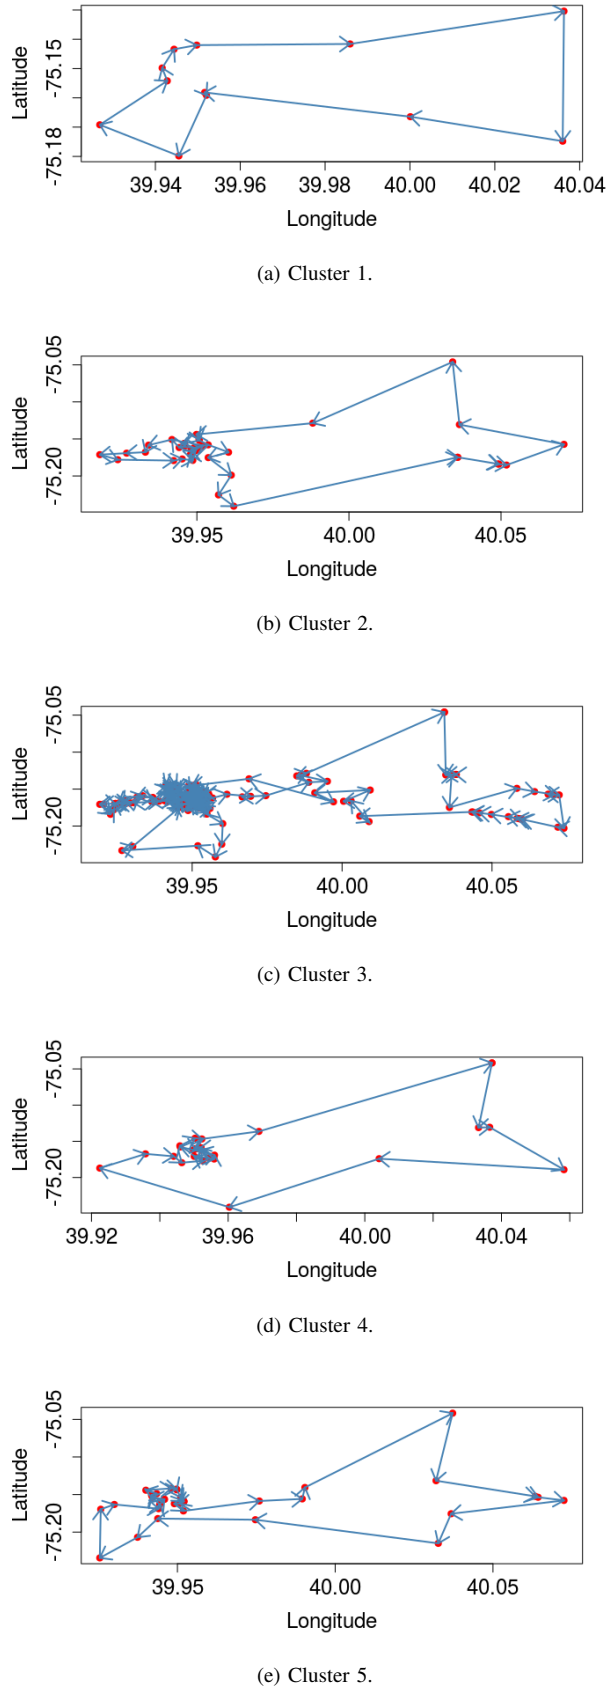 Latitude
-75.15
-75.18
39.94 39.96 39.98 40.00 40.02 40.04
Longitude
(a) Cluster 1.
Latitude
-75.05
-75.20
39.95 40.00 40.05
Longitude
(b) Cluster 2.
Latitude
-75.05
-75.20
39.95 40.00 40.05
Longitude
(c) Cluster 3.
Latitude
-75.05
-75.20
39.92 39.96 40.00 40.04
Longitude
(d) Cluster 4.
Latitude
-75.05
-75.20
39.95 40.00 40.05
Longitude
(e) Cluster 5.